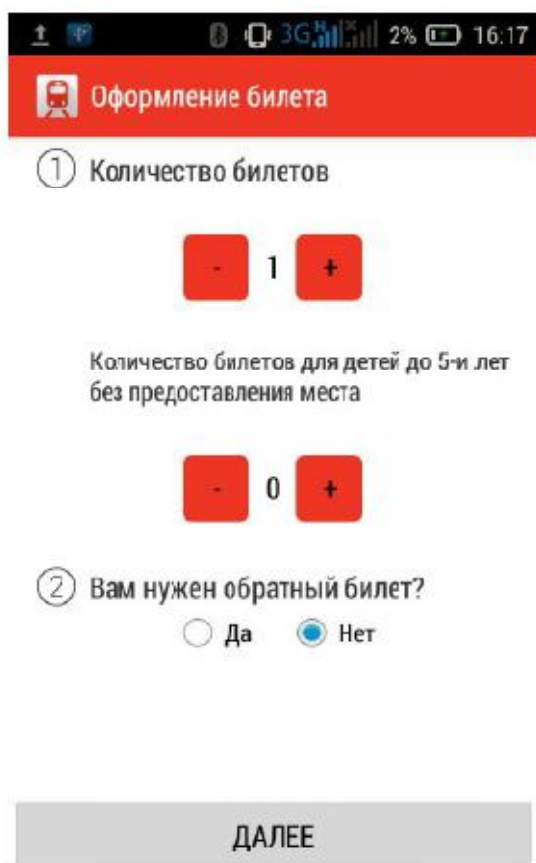 3G H 2% 16:17
Оформление билета
1 Количество билетов
- 1 +
Количество билетов для детей до 5-и лет
без предоставления места
- 0 +
2 Вам нужен обратный билет?
Да Нет
ДАЛЕЕ